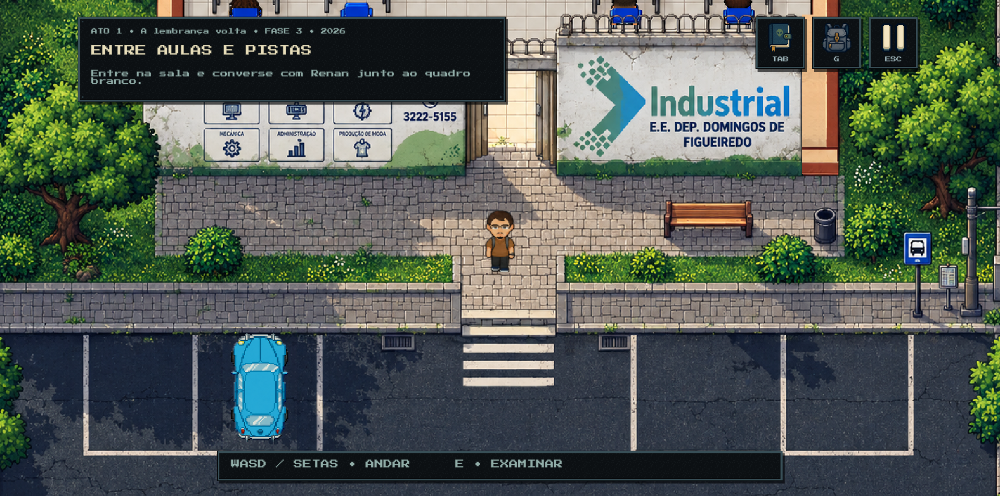 ATO 1 • A lembrança volta • FASE 3 • 2026
ENTRE AULAS E PISTAS
Entre na sala e converse com Renan junto ao quadro
branco.
TAB
G
ESC
3222-5155
MECÂNICA
ADMINISTRAÇÃO
PRODUÇÃO DE MODA
Industrial
E.E. DEP. DOMINGOS DE
FIGUEIREDO
WASD / SETAS • ANDAR
E • EXAMINAR